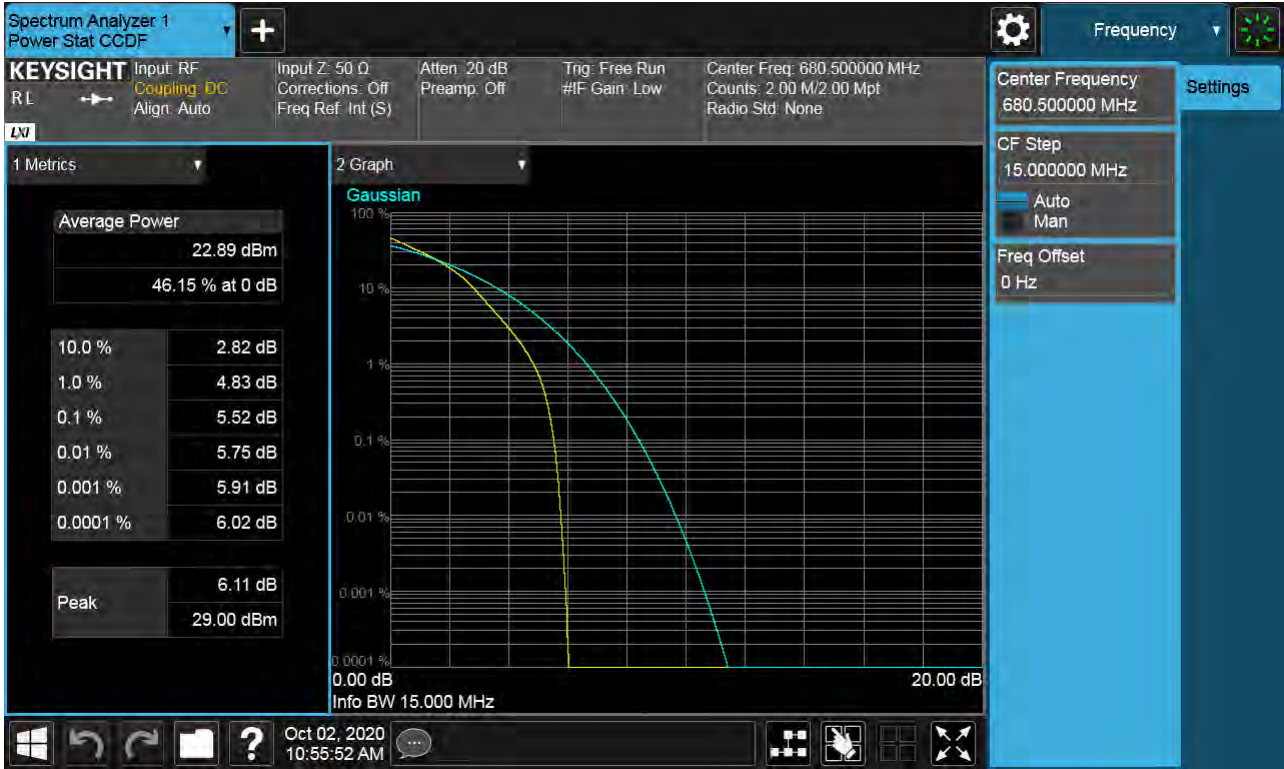 Spectrum Analyzer 1
Power Stat CCDF
Frequency
KEYSIGHT
RL
LXI
Input: RF
Coupling: DC
Align: Auto
Input Z: 50 Ω
Corrections: Off
Freq Ref: Int (S)
Atten: 20 dB
Preamp: Off
Trig: Free Run
#IF Gain: Low
Center Freq: 680.500000 MHz
Counts: 2.00 M/2.00 Mpt
Radio Std: None
Center Frequency
680.500000 MHz
Settings
CF Step
15.000000 MHz
Auto
Man
Freq Offset
0 Hz
1 Metrics
Average Power
22.89 dBm
46.15 % at 0 dB
10.0 % 2.82 dB
1.0 % 4.83 dB
0.1 % 5.52 dB
0.01 % 5.75 dB
0.001 % 5.91 dB
0.0001 % 6.02 dB
Peak
6.11 dB
29.00 dBm
2 Graph
Gaussian
100 %
10 %
1 %
0.1 %
0.01 %
0.001 %
0.0001 %
0.00 dB
20.00 dB
Info BW 15.000 MHz
?
Oct 02, 2020
10:55:52 AM